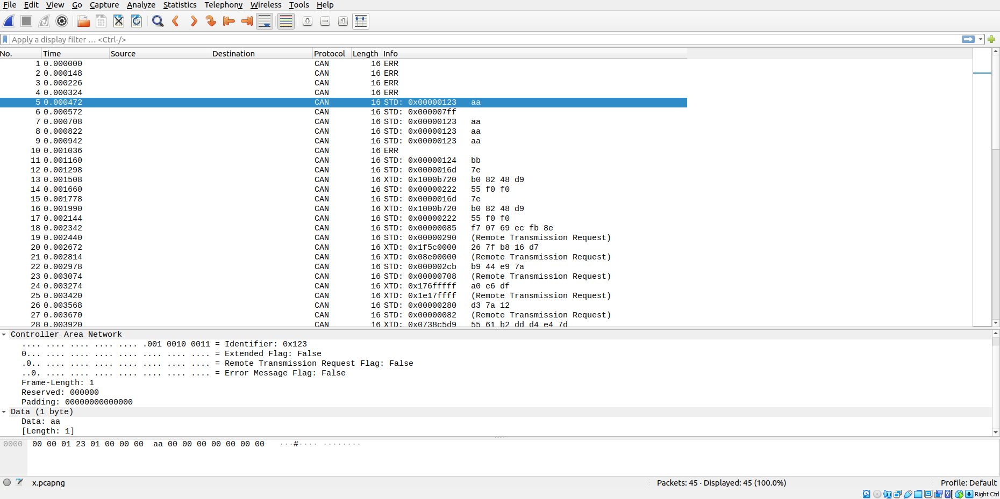 File Edit View Go Capture Analyze Statistics Telephony Wireless Tools Help
Apply a display filter … <Ctrl-/>
No. Time Source Destination Protocol Length Info
1 0.000000 CAN 16 ERR
2 0.000148 CAN 16 ERR
3 0.000226 CAN 16 ERR
4 0.000324 CAN 16 ERR
5 0.000472 CAN 16 STD: 0x00000123 aa
6 0.000572 CAN 16 STD: 0x000007ff
7 0.000708 CAN 16 STD: 0x00000123 aa
8 0.000822 CAN 16 STD: 0x00000123 aa
9 0.000942 CAN 16 STD: 0x00000123 aa
10 0.001036 CAN 16 ERR
11 0.001160 CAN 16 STD: 0x00000124 bb
12 0.001298 CAN 16 STD: 0x0000016d 7e
13 0.001508 CAN 16 XTD: 0x1000b720 b0 82 48 d9
14 0.001660 CAN 16 STD: 0x00000222 55 f0 f0
15 0.001778 CAN 16 STD: 0x0000016d 7e
16 0.001990 CAN 16 XTD: 0x1000b720 b0 82 48 d9
17 0.002144 CAN 16 STD: 0x00000222 55 f0 f0
18 0.002342 CAN 16 STD: 0x00000085 f7 07 69 ec fb 8e
19 0.002440 CAN 16 STD: 0x00000290 (Remote Transmission Request)
20 0.002672 CAN 16 XTD: 0x1f5c0000 26 7f b8 16 d7
21 0.002814 CAN 16 XTD: 0x08e00000 (Remote Transmission Request)
22 0.002978 CAN 16 STD: 0x000002cb b9 44 e9 7a
23 0.003074 CAN 16 STD: 0x00000708 (Remote Transmission Request)
24 0.003274 CAN 16 XTD: 0x176fffff a0 e6 df
25 0.003420 CAN 16 XTD: 0x1e17ffff (Remote Transmission Request)
26 0.003568 CAN 16 STD: 0x00000280 d3 7a 12
27 0.003670 CAN 16 STD: 0x00000082 (Remote Transmission Request)
28 0.003920 CAN 16 XTD: 0x0738c5d9 55 61 b2 dd d4 e4 7d
Controller Area Network
.... .... .... .... .... .001 0010 0011 = Identifier: 0x123
0... .... .... .... .... .... .... .... = Extended Flag: False
.0.. .... .... .... .... .... .... .... = Remote Transmission Request Flag: False
..0. .... .... .... .... .... .... .... = Error Message Flag: False
Frame-Length: 1
Reserved: 000000
Padding: 00000000000000
Data (1 byte)
Data: aa
[Length: 1]
0000 00 00 01 23 01 00 00 00 aa 00 00 00 00 00 00 00 ···#···· ········
x.pcapng Packets: 45 · Displayed: 45 (100.0%) Profile: Default
Right Ctrl